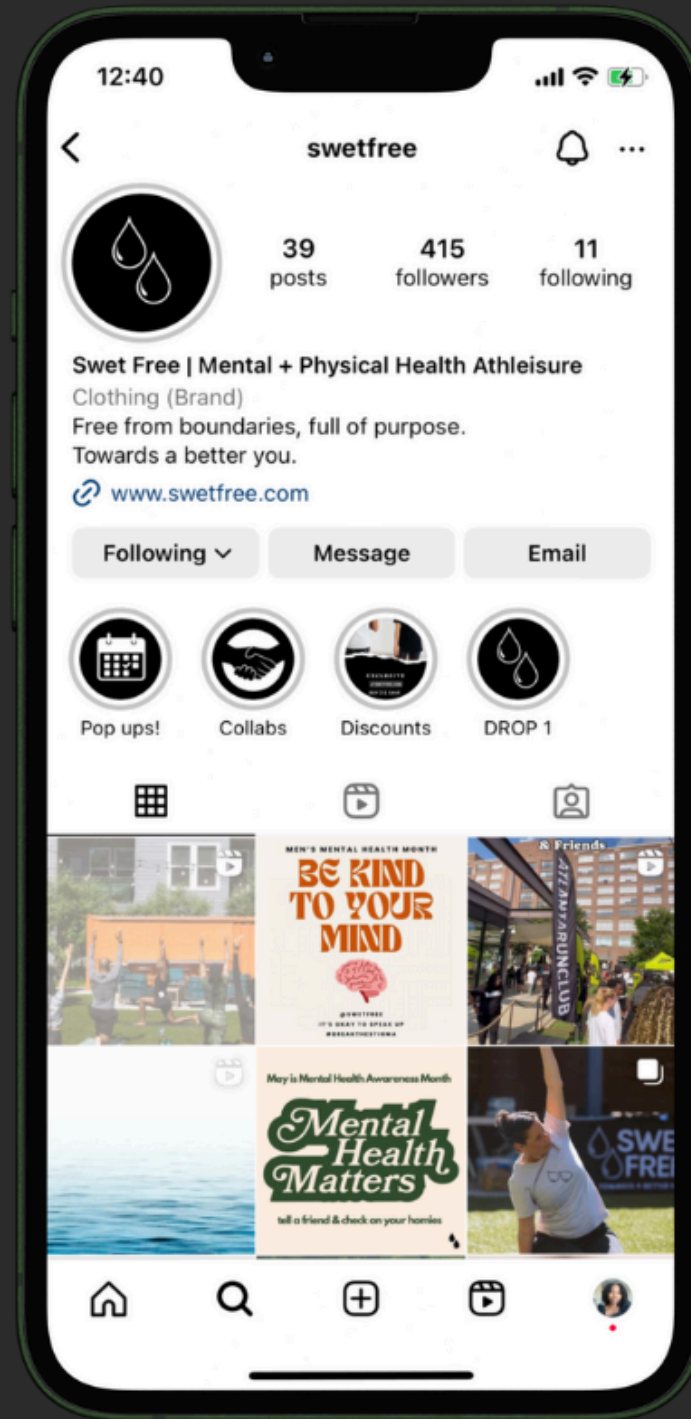 12:40
swetfree
39
posts
415
followers
11
following
Swet Free | Mental + Physical Health Athleisure
Clothing (Brand)
Free from boundaries, full of purpose.
Towards a better you.
www.swetfree.com
Following
Message
Email
Pop ups!
Collabs
Discounts
DROP 1
MEN'S MENTAL HEALTH MONTH
BE KIND
TO YOUR
MIND
@SWETFREE
IT'S OKAY TO SPEAK UP
#BREAKTHESTIGMA
& Friends
ATLANTARUNCLUB
May is Mental Health Awareness Month
Mental
Health
Matters
tell a friend & check on your homies
SWE
FREE